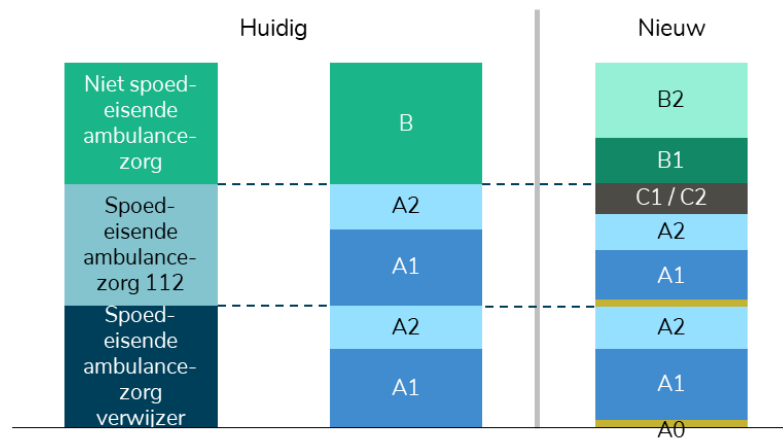 Huidig
Nieuw
Niet spoed-
eisende
ambulance-
zorg
B
B2
B1
Spoed-
eisende
ambulance-
zorg 112
A2
A1
C1 / C2
A2
A1
Spoed-
eisende
ambulance-
zorg
verwijzer
A2
A1
A2
A1
A0